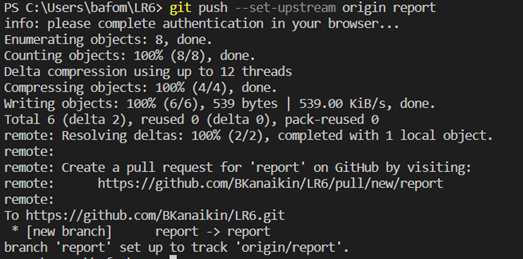 PS C:\Users\bafom\LR6> git push --set-upstream origin report
info: please complete authentication in your browser...
Enumerating objects: 8, done.
Counting objects: 100% (8/8), done.
Delta compression using up to 12 threads
Compressing objects: 100% (4/4), done.
Writing objects: 100% (6/6), 539 bytes | 539.00 KiB/s, done.
Total 6 (delta 2), reused 0 (delta 0), pack-reused 0
remote: Resolving deltas: 100% (2/2), completed with 1 local object.
remote:
remote: Create a pull request for 'report' on GitHub by visiting:
remote:      https://github.com/BKanaikin/LR6/pull/new/report
remote:
To https://github.com/BKanaikin/LR6.git
 * [new branch]      report -> report
branch 'report' set up to track 'origin/report'.